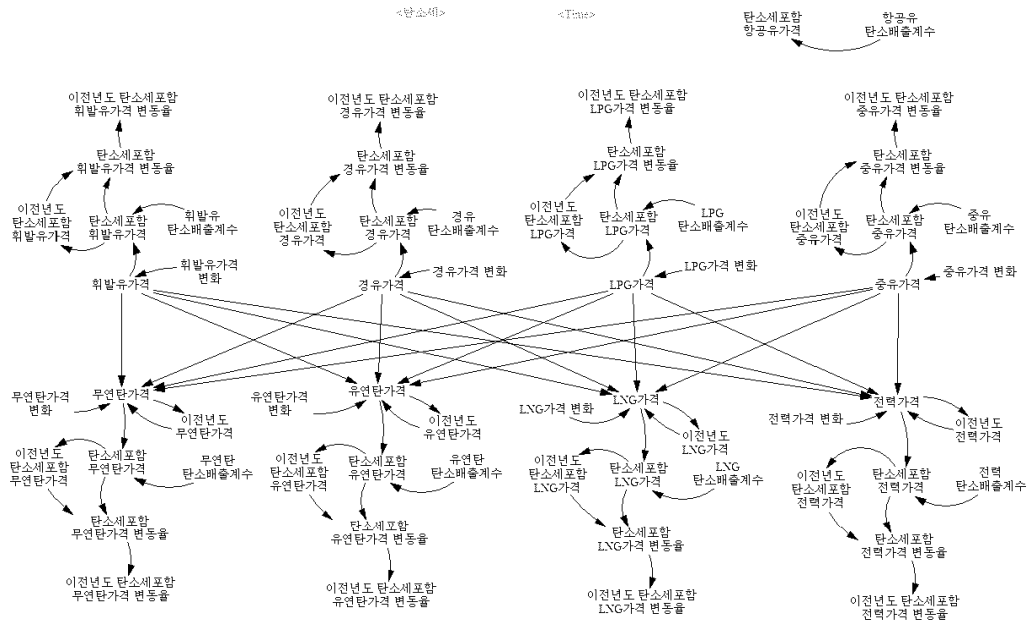 <탄소세>
<Time>
탄소세포함
항공유가격
항공유
탄소배출계수
이전년도 탄소세포함
휘발유가격 변동율
이전년도 탄소세포함
경유가격 변동율
이전년도 탄소세포함
LPG가격 변동율
이전년도 탄소세포함
중유가격 변동율
탄소세포함
휘발유가격 변동율
탄소세포함
경유가격 변동율
탄소세포함
LPG가격 변동율
탄소세포함
중유가격 변동율
이전년도
탄소세포함
휘발유가격
탄소세포함
휘발유가격
휘발유
탄소배출계수
이전년도
탄소세포함
경유가격
탄소세포함
경유가격
경유
탄소배출계수
이전년도
탄소세포함
LPG가격
탄소세포함
LPG가격
LPG
탄소배출계수
이전년도
탄소세포함
중유가격
탄소세포함
중유가격
중유
탄소배출계수
휘발유가격
변화
경유가격 변화
LPG가격 변화
중유가격 변화
휘발유가격
경유가격
LPG가격
중유가격
무연탄가격
유연탄가격
LNG가격
전력가격
무연탄가격
변화
이전년도
무연탄가격
유연탄가격
변화
이전년도
유연탄가격
LNG가격 변화
이전년도
LNG가격
전력가격 변화
이전년도
전력가격
이전년도
탄소세포함
무연탄가격
탄소세포함
무연탄가격
무연탄
탄소배출계수
이전년도
탄소세포함
유연탄가격
탄소세포함
유연탄가격
유연탄
탄소배출계수
이전년도
탄소세포함
LNG가격
탄소세포함
LNG가격
LNG
탄소배출계수
이전년도
탄소세포함
전력가격
탄소세포함
전력가격
전력
탄소배출계수
탄소세포함
무연탄가격 변동율
탄소세포함
유연탄가격 변동율
탄소세포함
LNG가격 변동율
탄소세포함
전력가격 변동율
이전년도 탄소세포함
무연탄가격 변동율
이전년도 탄소세포함
유연탄가격 변동율
이전년도 탄소세포함
LNG가격 변동율
이전년도 탄소세포함
전력가격 변동율